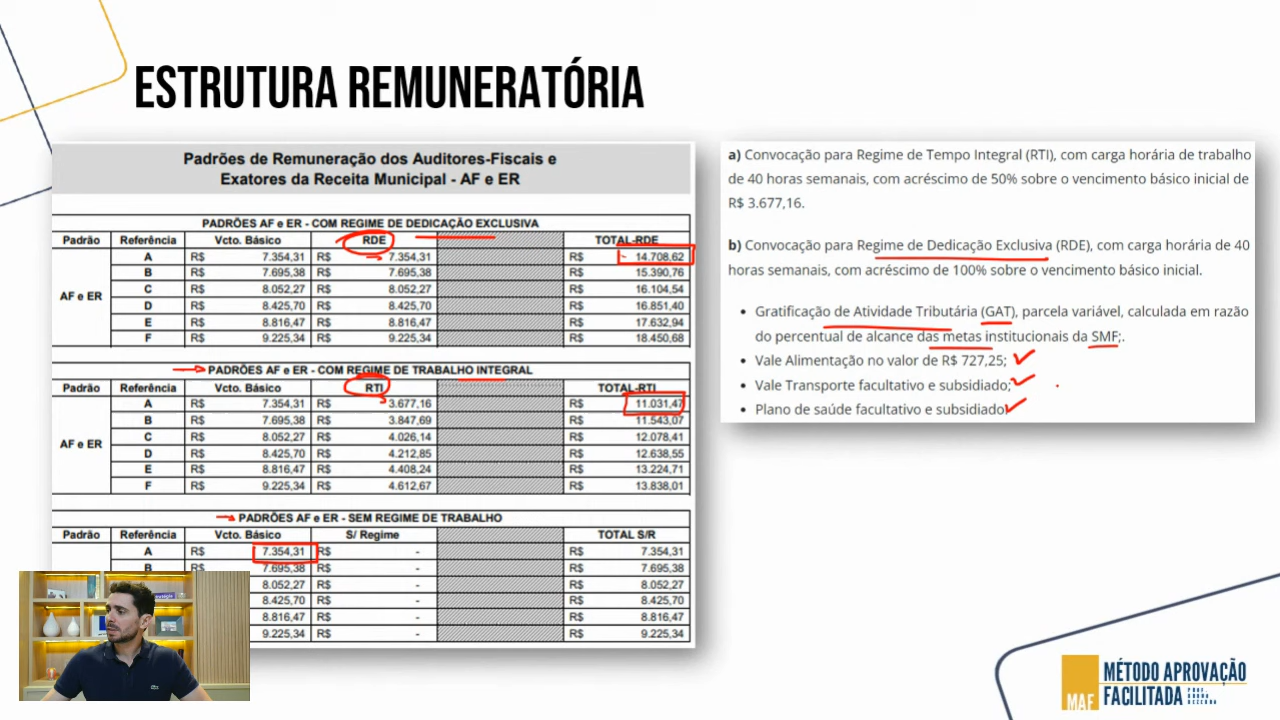 ESTRUTURA REMUNERATÓRIA
Padrões de Remuneração dos Auditores-Fiscais e
Exatores da Receita Municipal - AF e ER
PADRÕES AF e ER - COM REGIME DE DEDICAÇÃO EXCLUSIVA
Padrão Referência Vcto. Básico RDE TOTAL-RDE
A R$ 7.354,31 R$ 7.354,31 R$ 14.708,62
B R$ 7.695,38 R$ 7.695,38 R$ 15.390,76
C R$ 8.052,27 R$ 8.052,27 R$ 16.104,54
AF e ER
D R$ 8.425,70 R$ 8.425,70 R$ 16.851,40
E R$ 8.816,47 R$ 8.816,47 R$ 17.632,94
F R$ 9.225,34 R$ 9.225,34 R$ 18.450,68
PADRÕES AF e ER - COM REGIME DE TRABALHO INTEGRAL
Padrão Referência Vcto. Básico RTI TOTAL-RTI
A R$ 7.354,31 R$ 3.677,16 R$ 11.031,47
B R$ 7.695,38 R$ 3.847,69 R$ 11.543,07
C R$ 8.052,27 R$ 4.026,14 R$ 12.078,41
AF e ER
D R$ 8.425,70 R$ 4.212,85 R$ 12.638,55
E R$ 8.816,47 R$ 4.408,24 R$ 13.224,71
F R$ 9.225,34 R$ 4.612,67 R$ 13.838,01
PADRÕES AF e ER - SEM REGIME DE TRABALHO
Padrão Referência Vcto. Básico S/ Regime TOTAL S/R
A R$ 7.354,31 R$ - R$ 7.354,31
B R$ 7.695,38 R$ - R$ 7.695,38
8.052,27 R$ - R$ 8.052,27
8.425,70 R$ - R$ 8.425,70
8.816,47 R$ - R$ 8.816,47
9.225,34 R$ - R$ 9.225,34
a) Convocação para Regime de Tempo Integral (RTI), com carga horária de trabalho
de 40 horas semanais, com acréscimo de 50% sobre o vencimento básico inicial de
R$ 3.677,16.
b) Convocação para Regime de Dedicação Exclusiva (RDE), com carga horária de 40
horas semanais, com acréscimo de 100% sobre o vencimento básico inicial.
• Gratificação de Atividade Tributária (GAT), parcela variável, calculada em razão
do percentual de alcance das metas institucionais da SMF;.
• Vale Alimentação no valor de R$ 727,25;
• Vale Transporte facultativo e subsidiado;
• Plano de saúde facultativo e subsidiado
MAF
MÉTODO APROVAÇÃO
FACILITADA